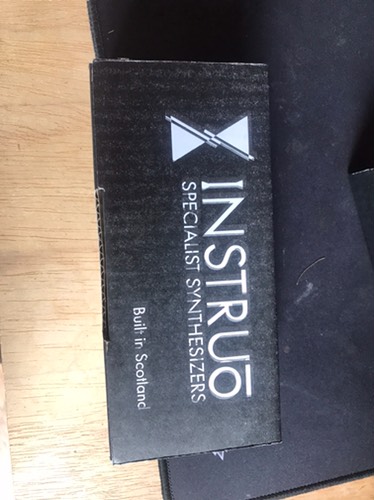 INSTRUŌ
SPECIALIST SYNTHESIZERS
Built in Scotland